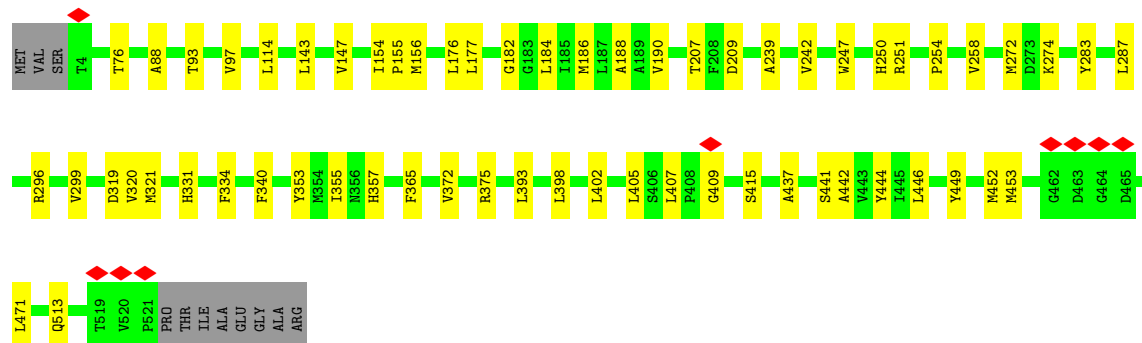 MET VAL SER T4 T76 A88 T93 V97 L114 L143 V147 I154 P155 M156 L176 L177 G182 G183 L184 I185 M186 L187 A188 A189 V190 T207 F208 D209 A239 V242 W247 H250 R251 P254 V258 M272 D273 K274 Y283 L287
R296 V299 D319 V320 M321 H331 F334 F340 Y353 M354 I355 N356 H357 F365 V372 R375 L393 L398 L402 L405 S406 L407 P408 G409 S415 A437 S441 A442 V443 Y444 I445 L446 Y449 M452 M453 G462 D463 G464 D465
L471 Q513 T519 V520 P521 PRO THR ILE ALA GLU GLY ALA ARG